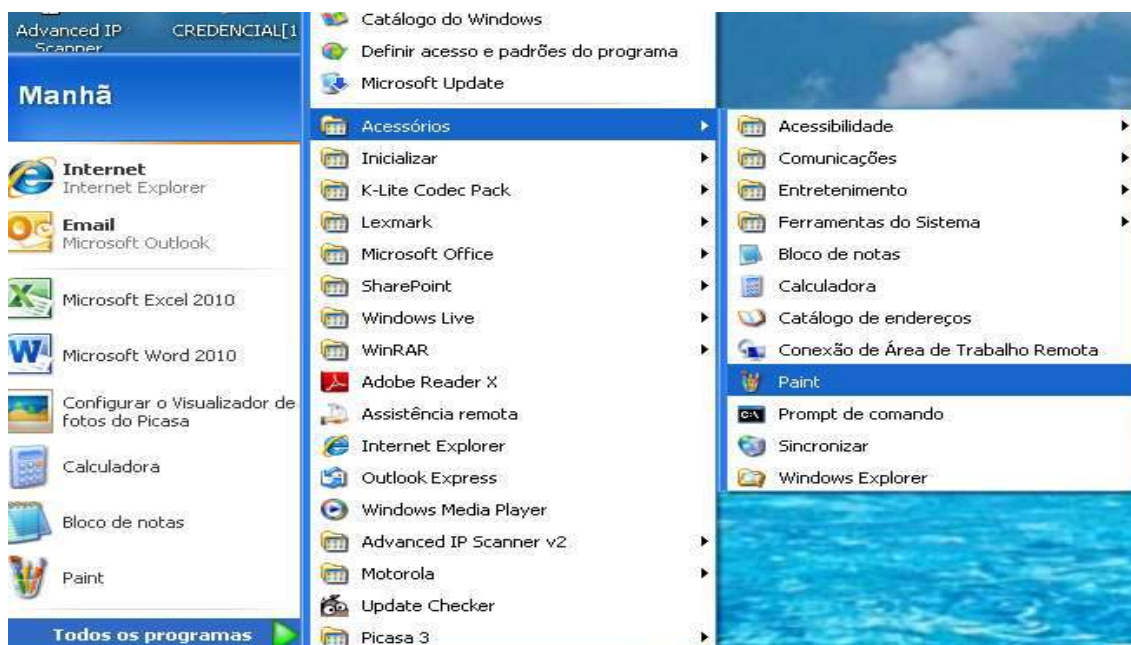 Advanced IP
Scanner
CREDENCIAL[1
Manhã
Internet
Internet Explorer
Email
Microsoft Outlook
Microsoft Excel 2010
Microsoft Word 2010
Configurar o Visualizador de
fotos do Picasa
Calculadora
Bloco de notas
Paint
Todos os programas
Catálogo do Windows
Definir acesso e padrões do programa
Microsoft Update
Acessórios
Inicializar
K-Lite Codec Pack
Lexmark
Microsoft Office
SharePoint
Windows Live
WinRAR
Adobe Reader X
Assistência remota
Internet Explorer
Outlook Express
Windows Media Player
Advanced IP Scanner v2
Motorola
Update Checker
Picasa 3
Acessibilidade
Comunicações
Entretenimento
Ferramentas do Sistema
Bloco de notas
Calculadora
Catálogo de endereços
Conexão de Área de Trabalho Remota
Paint
Prompt de comando
Sincronizar
Windows Explorer